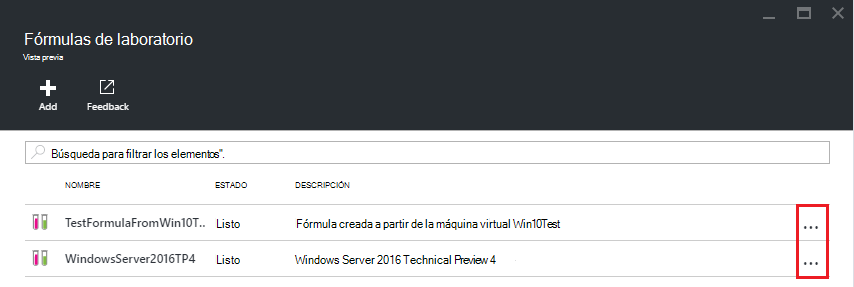 Fórmulas de laboratorio
Vista previa
Add Feedback
Búsqueda para filtrar los elementos".
NOMBRE ESTADO DESCRIPCIÓN
TestFormulaFromWin10T.. Listo Fórmula creada a partir de la máquina virtual Win10Test ...
WindowsServer2016TP4 Listo Windows Server 2016 Technical Preview 4 ...